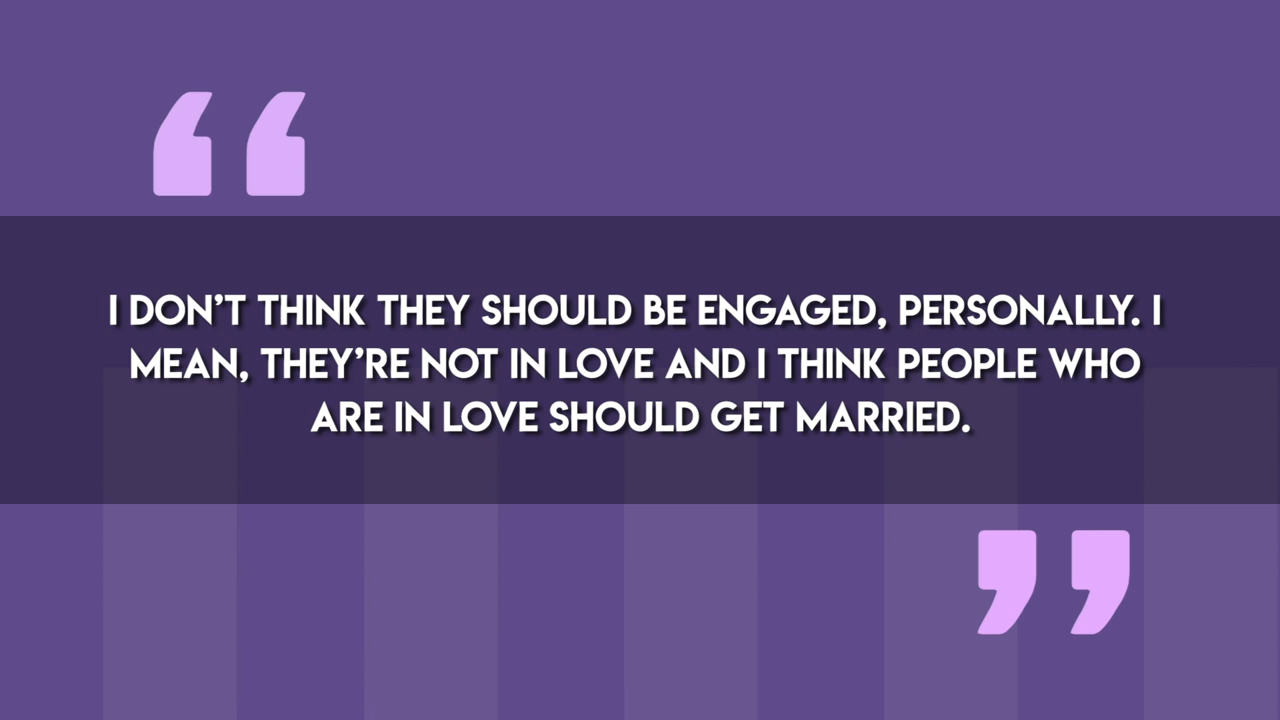 “
I DON’T THINK THEY SHOULD BE ENGAGED, PERSONALLY. I
MEAN, THEY’RE NOT IN LOVE AND I THINK PEOPLE WHO
ARE IN LOVE SHOULD GET MARRIED.
”